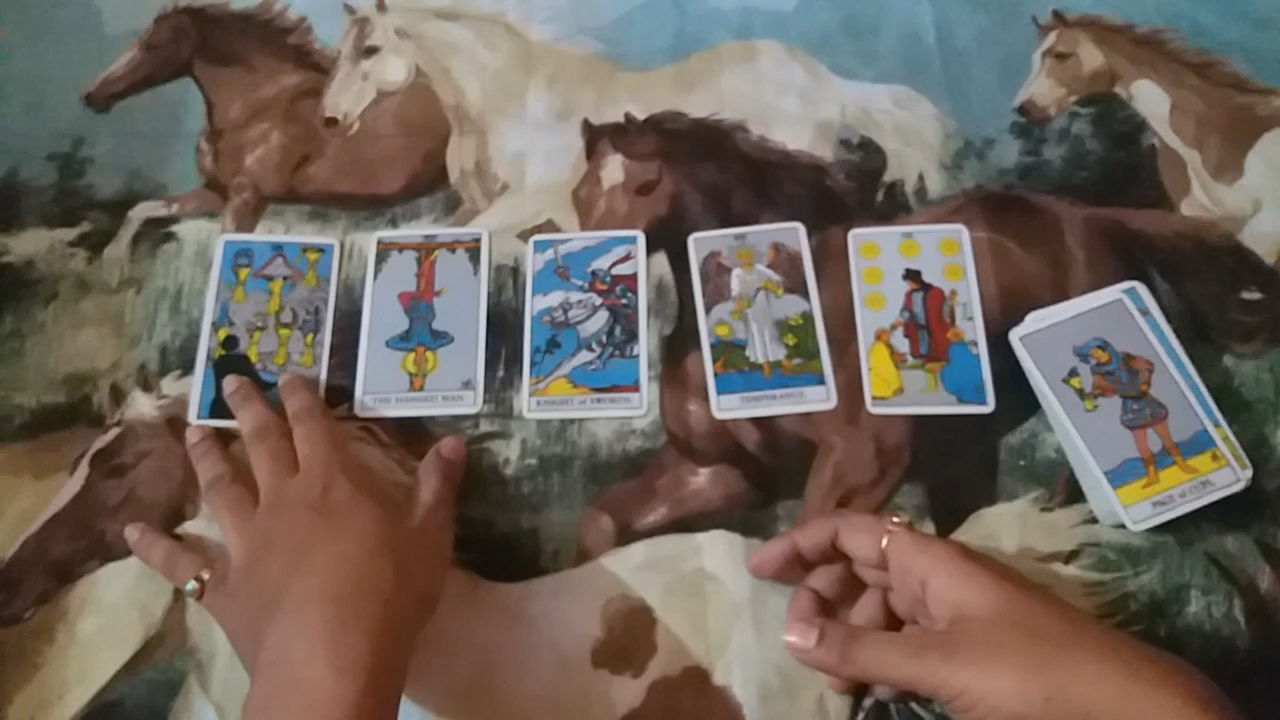 THE HANGED MAN
KNIGHT of SWORDS
TEMPERANCE
PAGE of CUPS